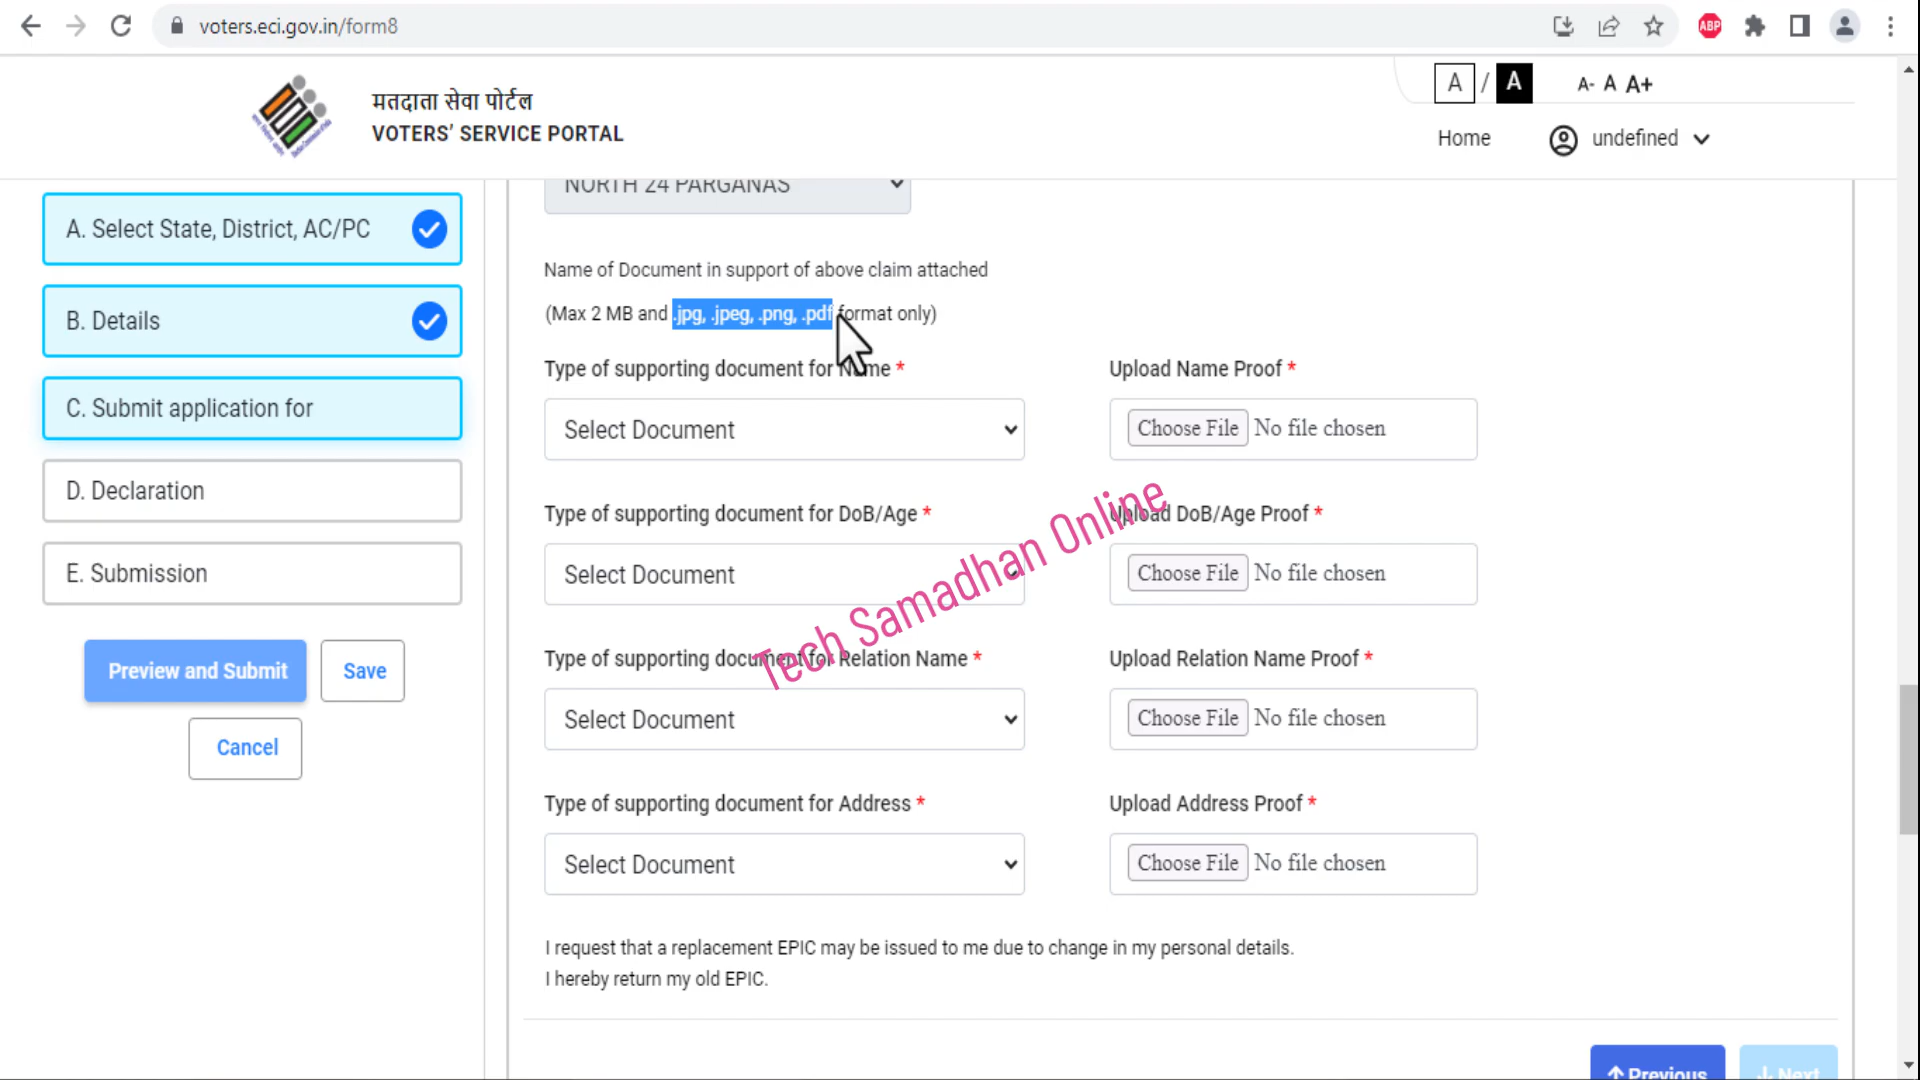 voters.eci.gov.in/form8
ABP
मतदाता सेवा पोर्टल
VOTERS' SERVICE PORTAL
A / A A- A A+
Home
undefined
A. Select State, District, AC/PC
B. Details
C. Submit application for
D. Declaration
E. Submission
Preview and Submit
Save
Cancel
NORTH 24 PARGANAS
Name of Document in support of above claim attached
(Max 2 MB and .jpg, .jpeg, .png, .pdf format only)
Type of supporting document for Name *
Upload Name Proof *
Select Document
Choose File No file chosen
Type of supporting document for DoB/Age *
Upload DoB/Age Proof *
Select Document
Choose File No file chosen
Tech Samadhan Online
Type of supporting document for Relation Name *
Upload Relation Name Proof *
Select Document
Choose File No file chosen
Type of supporting document for Address *
Upload Address Proof *
Select Document
Choose File No file chosen
I request that a replacement EPIC may be issued to me due to change in my personal details.
I hereby return my old EPIC.
Previous
Next